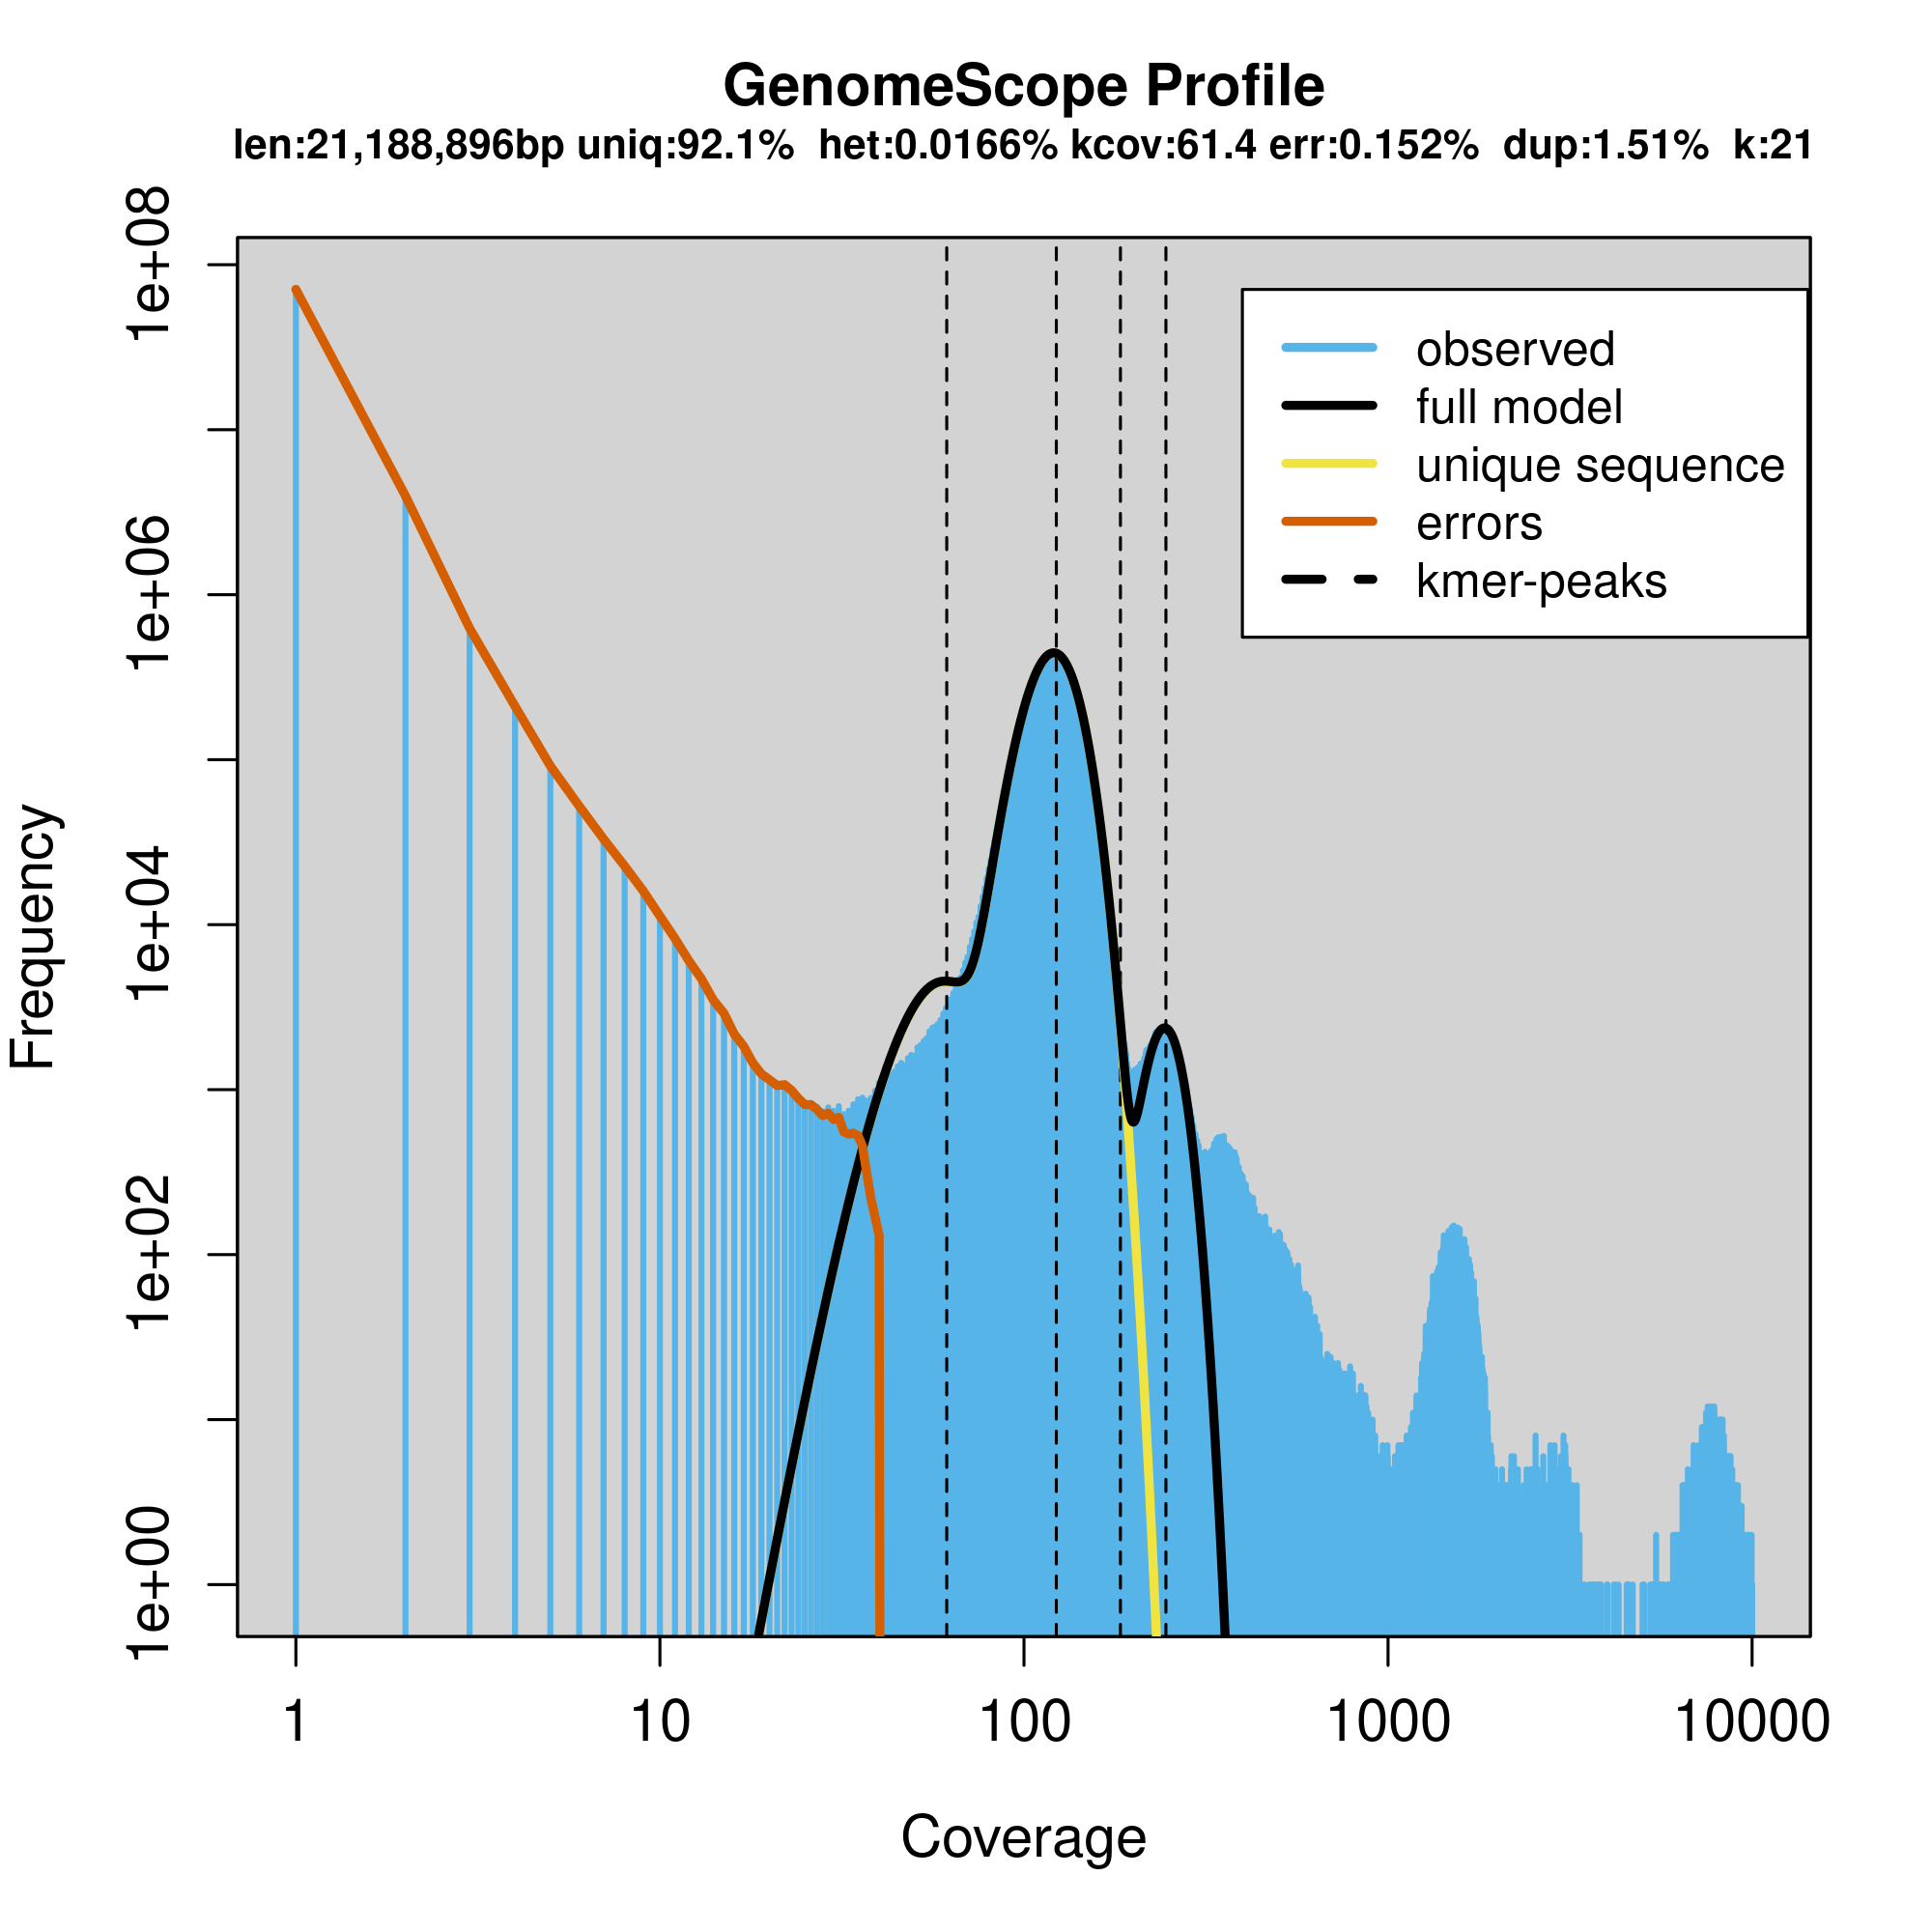 GenomeScope Profile
len:21,188,896bp uniq:92.1% het:0.0166% kcov:61.4 err:0.152% dup:1.51% k:21
observed
full model
unique sequence
errors
kmer-peaks
Frequency
1e+08
1e+06
1e+04
1e+02
1e+00
1 10 100 1000 10000
Coverage